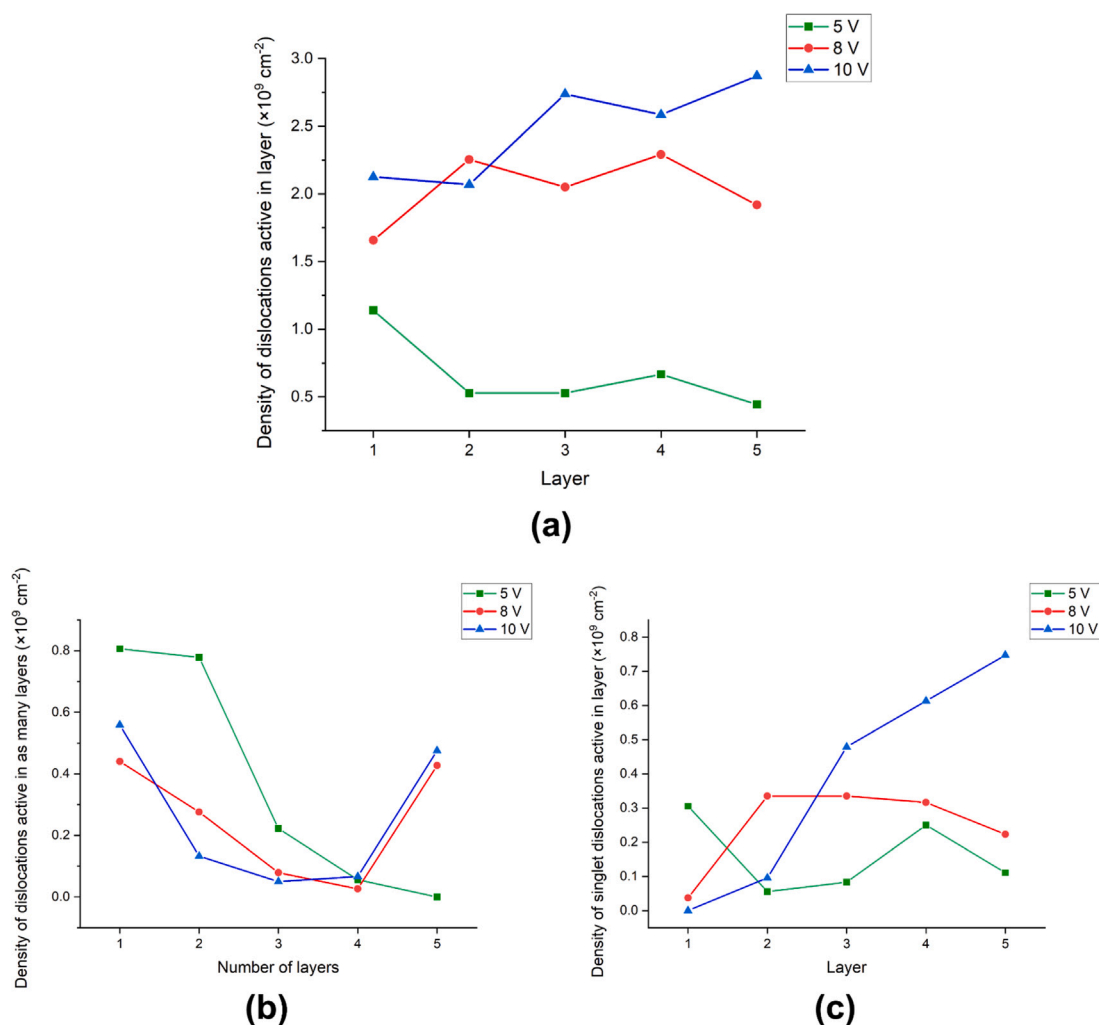 5 V
8 V
10 V
Density of dislocations active in layer (×10⁹ cm⁻²)
3.0
2.5
2.0
1.5
1.0
0.5
1 2 3 4 5
Layer
(a)
5 V
8 V
10 V
Density of dislocations active in as many layers (×10⁹ cm⁻²)
0.8
0.6
0.4
0.2
0.0
1 2 3 4 5
Number of layers
(b)
5 V
8 V
10 V
Density of singlet dislocations active in layer (×10⁹ cm⁻²)
0.8
0.7
0.6
0.5
0.4
0.3
0.2
0.1
0.0
1 2 3 4 5
Layer
(c)